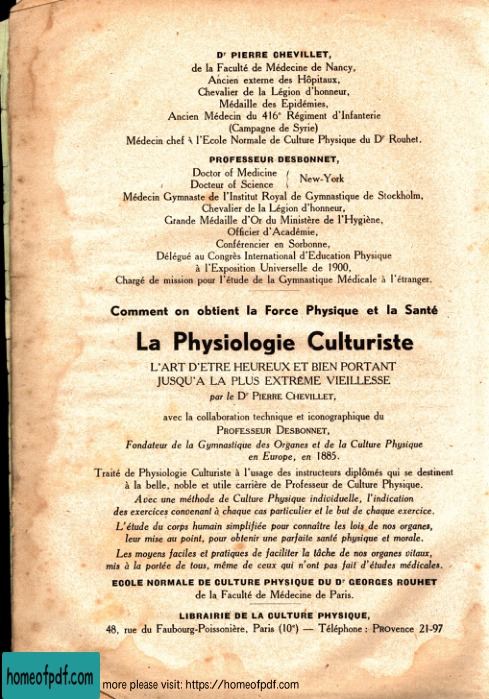 Dr PIERRE CHEVILLET,
de la Faculté de Médecine de Nancy,
Ancien externe des Hôpitaux,
Chevalier de la Légion d'honneur,
Médaille des Epidémies,
Ancien Médecin du 416e Régiment d'Infanterie
(Campagne de Syrie)
Médecin chef à l'Ecole Normale de Culture Physique du Dr Rouhet.
PROFESSEUR DESBONNET,
Doctor of Medicine
Docteur of Science
( New-York
Médecin Gymnaste de l'Institut Royal de Gymnastique de Stockholm,
Chevalier de la Légion d'honneur,
Grande Médaille d'Or du Ministère de l'Hygiène,
Officier d'Académie,
Conférencier en Sorbonne,
Délégué au Congrès International d'Education Physique
à l'Exposition Universelle de 1900,
Chargé de mission pour l'étude de la Gymnastique Médicale à l'étranger.
Comment on obtient la Force Physique et la Santé
La Physiologie Culturiste
L'ART D'ETRE HEUREUX ET BIEN PORTANT
JUSQU'A LA PLUS EXTRÊME VIEILLESSE
par le Dr PIERRE CHEVILLET,
avec la collaboration technique et iconographique du
PROFESSEUR DESBONNET,
Fondateur de la Gymnastique des Organes et de la Culture Physique
en Europe, en 1885.
Traité de Physiologie Culturiste à l'usage des instructeurs diplômés qui se destinent
à la belle, noble et utile carrière de Professeur de Culture Physique.
Avec une méthode de Culture Physique individuelle, l'indication
des exercices convenant à chaque cas particulier et le but de chaque exercice.
L'étude du corps humain simplifiée pour connaître les lois de nos organes,
leur mise au point, pour obtenir une parfaite santé physique et morale.
Les moyens faciles et pratiques de faciliter la tâche de nos organes vitaux,
mis à la portée de tous, même de ceux qui n'ont pas fait d'études médicales.
ECOLE NORMALE DE CULTURE PHYSIQUE DU Dr GEORGES ROUHET
de la Faculté de Médecine de Paris.
LIBRAIRIE DE LA CULTURE PHYSIQUE,
48, rue du Faubourg-Poissonière, Paris (10e) — Téléphone : PROvence 21-97
homeofpdf.com
more please visit: https://homeofpdf.com